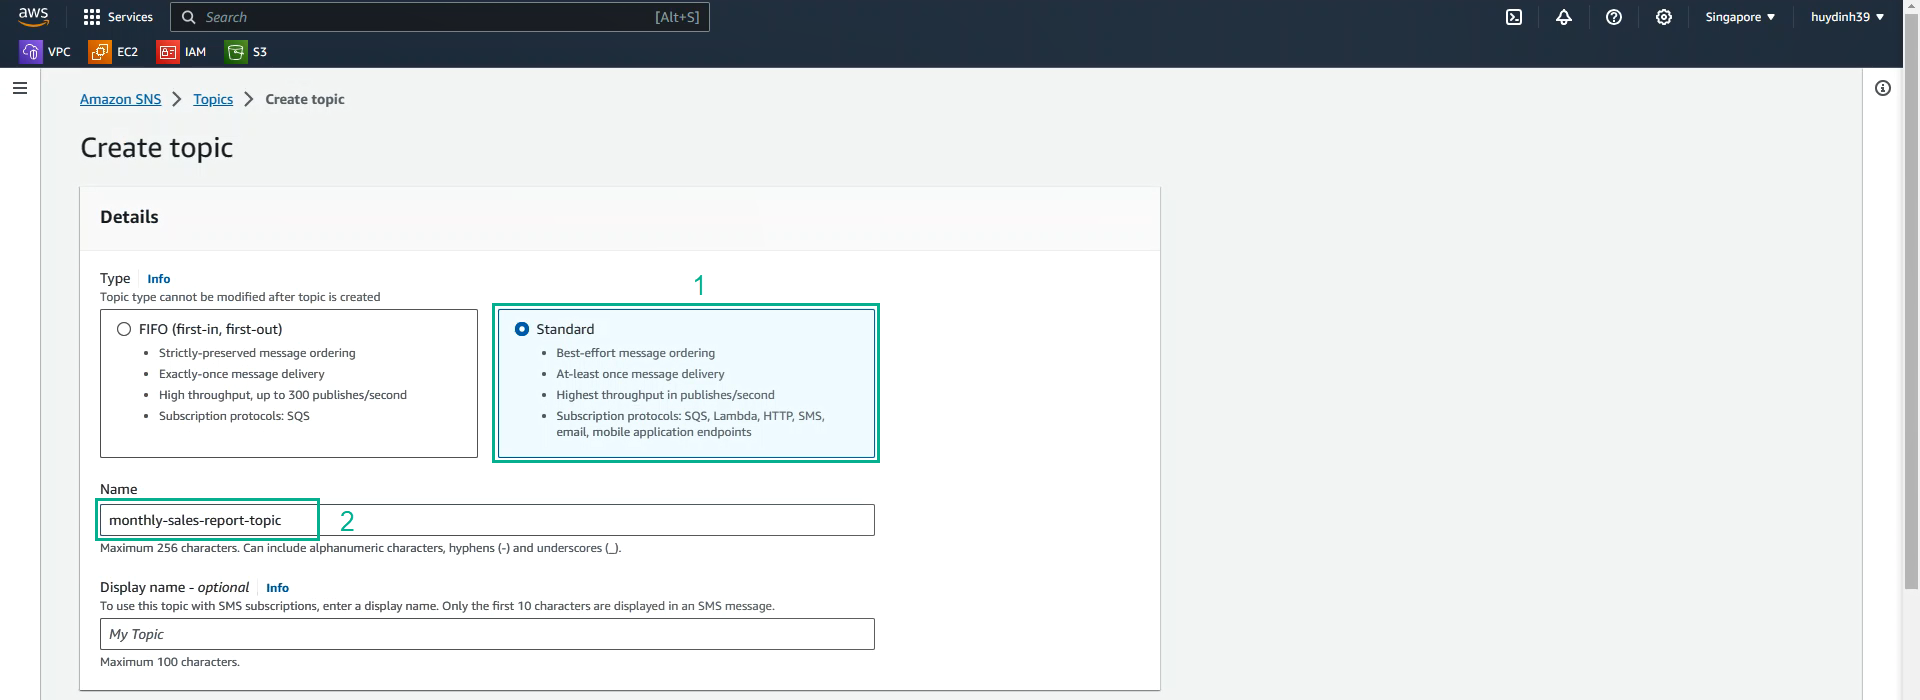 aws
Services
Search
[Alt+S]
Singapore
huydinh39
VPC
EC2
IAM
S3
Amazon SNS
Topics
Create topic
Create topic
Details
Type
Info
Topic type cannot be modified after topic is created
1
FIFO (first-in, first-out)
Strictly-preserved message ordering
Exactly-once message delivery
High throughput, up to 300 publishes/second
Subscription protocols: SQS
Standard
Best-effort message ordering
At-least once message delivery
Highest throughput in publishes/second
Subscription protocols: SQS, Lambda, HTTP, SMS,
email, mobile application endpoints
Name
monthly-sales-report-topic
2
Maximum 256 characters. Can include alphanumeric characters, hyphens (-) and underscores (_).
Display name - optional
Info
To use this topic with SMS subscriptions, enter a display name. Only the first 10 characters are displayed in an SMS message.
My Topic
Maximum 100 characters.